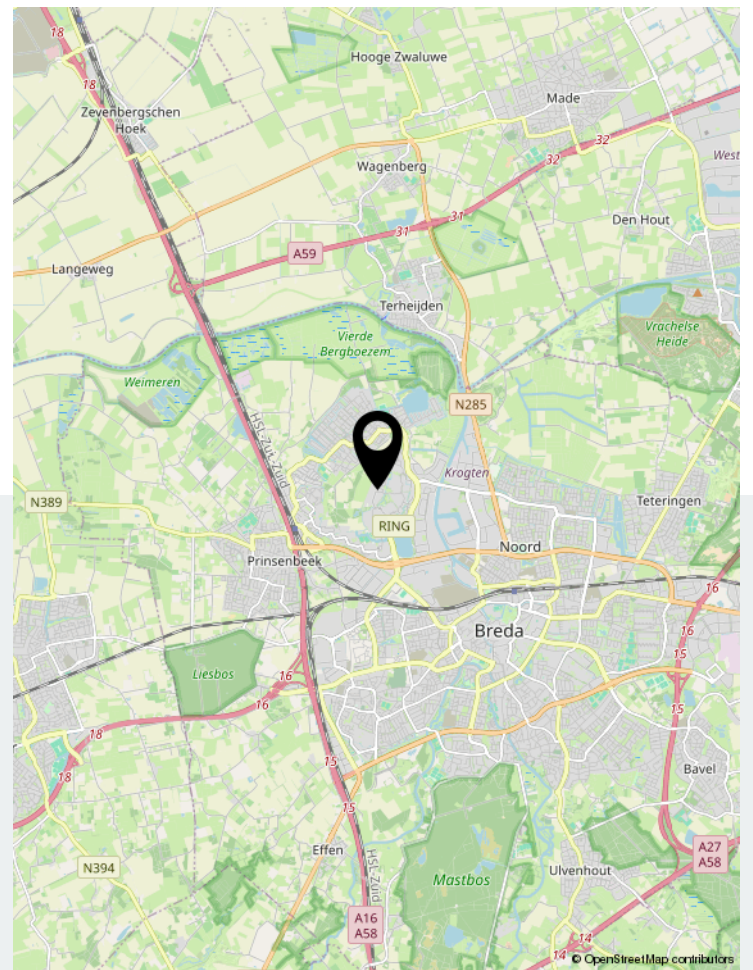 18
18
Zevenbergschen
Hoek
Hooge Zwaluwe
Made
32
32
West
Wagenberg
31
31
A59
Den Hout
Langeweg
Terheijden
Vierde
Bergboezem
Vrachelse
Heide
Weimeren
N285
HSL-Zuid
Krogten
N389
Teteringen
RING
Prinsenbeek
Noord
16
16
Breda
15
Liesbos
16
16
15
18
18
15
15
Bavel
Effen
N394
HSL-Zuid
Mastbos
Ulvenhout
A27
A58
A16
A58
14
14
© OpenStreetMap contributors